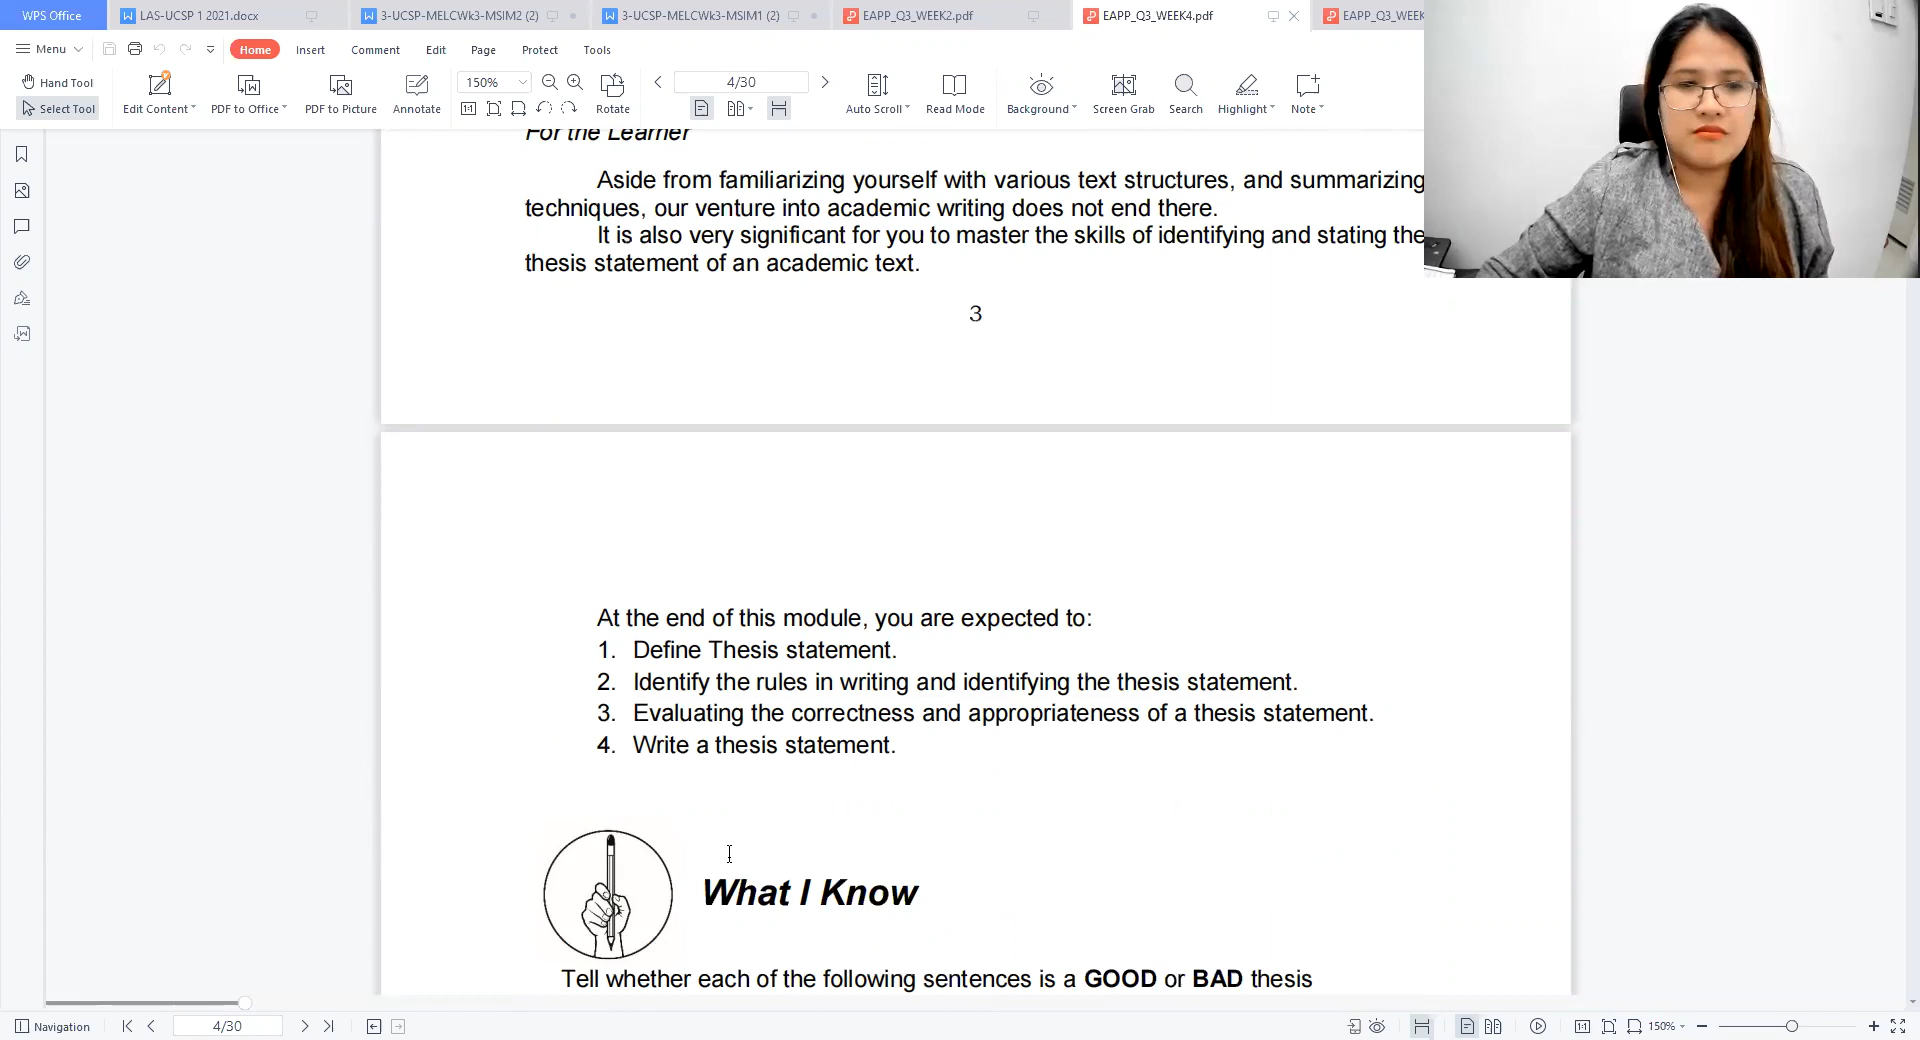 WPS Office
LAS-UCSP 1 2021.docx
3-UCSP-MELCWk3-MSIM2 (2)
3-UCSP-MELCWk3-MSIM1 (2)
EAPP_Q3_WEEK2.pdf
EAPP_Q3_WEEK4.pdf
EAPP_Q3_WEEK
Menu
Home
Insert
Comment
Edit
Page
Protect
Tools
Hand Tool
Select Tool
Edit Content
PDF to Office
PDF to Picture
Annotate
150%
1:1
Rotate
4/30
Auto Scroll
Read Mode
Background
Screen Grab
Search
Highlight
Note
For the Learner
Aside from familiarizing yourself with various text structures, and summarizing
techniques, our venture into academic writing does not end there.
It is also very significant for you to master the skills of identifying and stating the
thesis statement of an academic text.
3
At the end of this module, you are expected to:
1. Define Thesis statement.
2. Identify the rules in writing and identifying the thesis statement.
3. Evaluating the correctness and appropriateness of a thesis statement.
4. Write a thesis statement.
What I Know
Tell whether each of the following sentences is a GOOD or BAD thesis
Navigation
4/30
1:1
150%